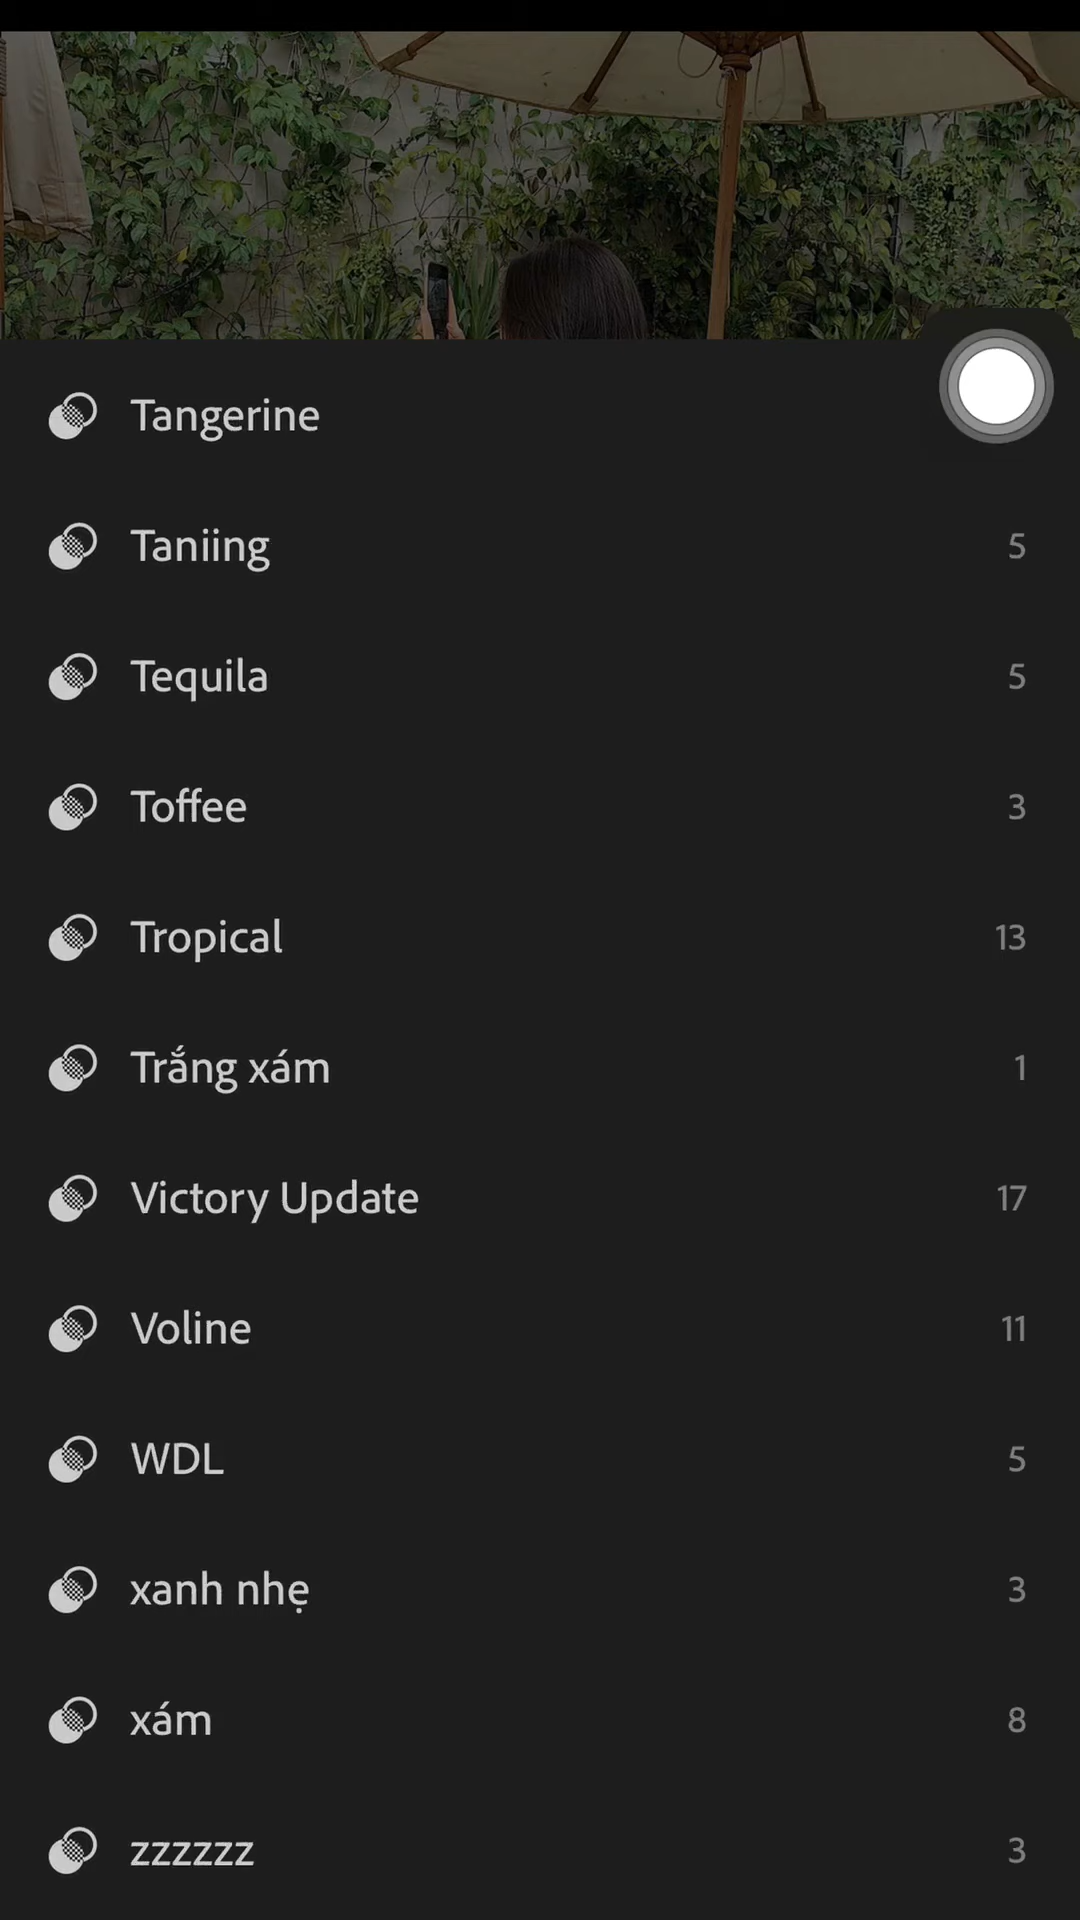 Tangerine
Taniing 5
Tequila 5
Toffee 3
Tropical 13
Trắng xám 1
Victory Update 17
Voline 11
WDL 5
xanh nhẹ 3
xám 8
zzzzzz 3